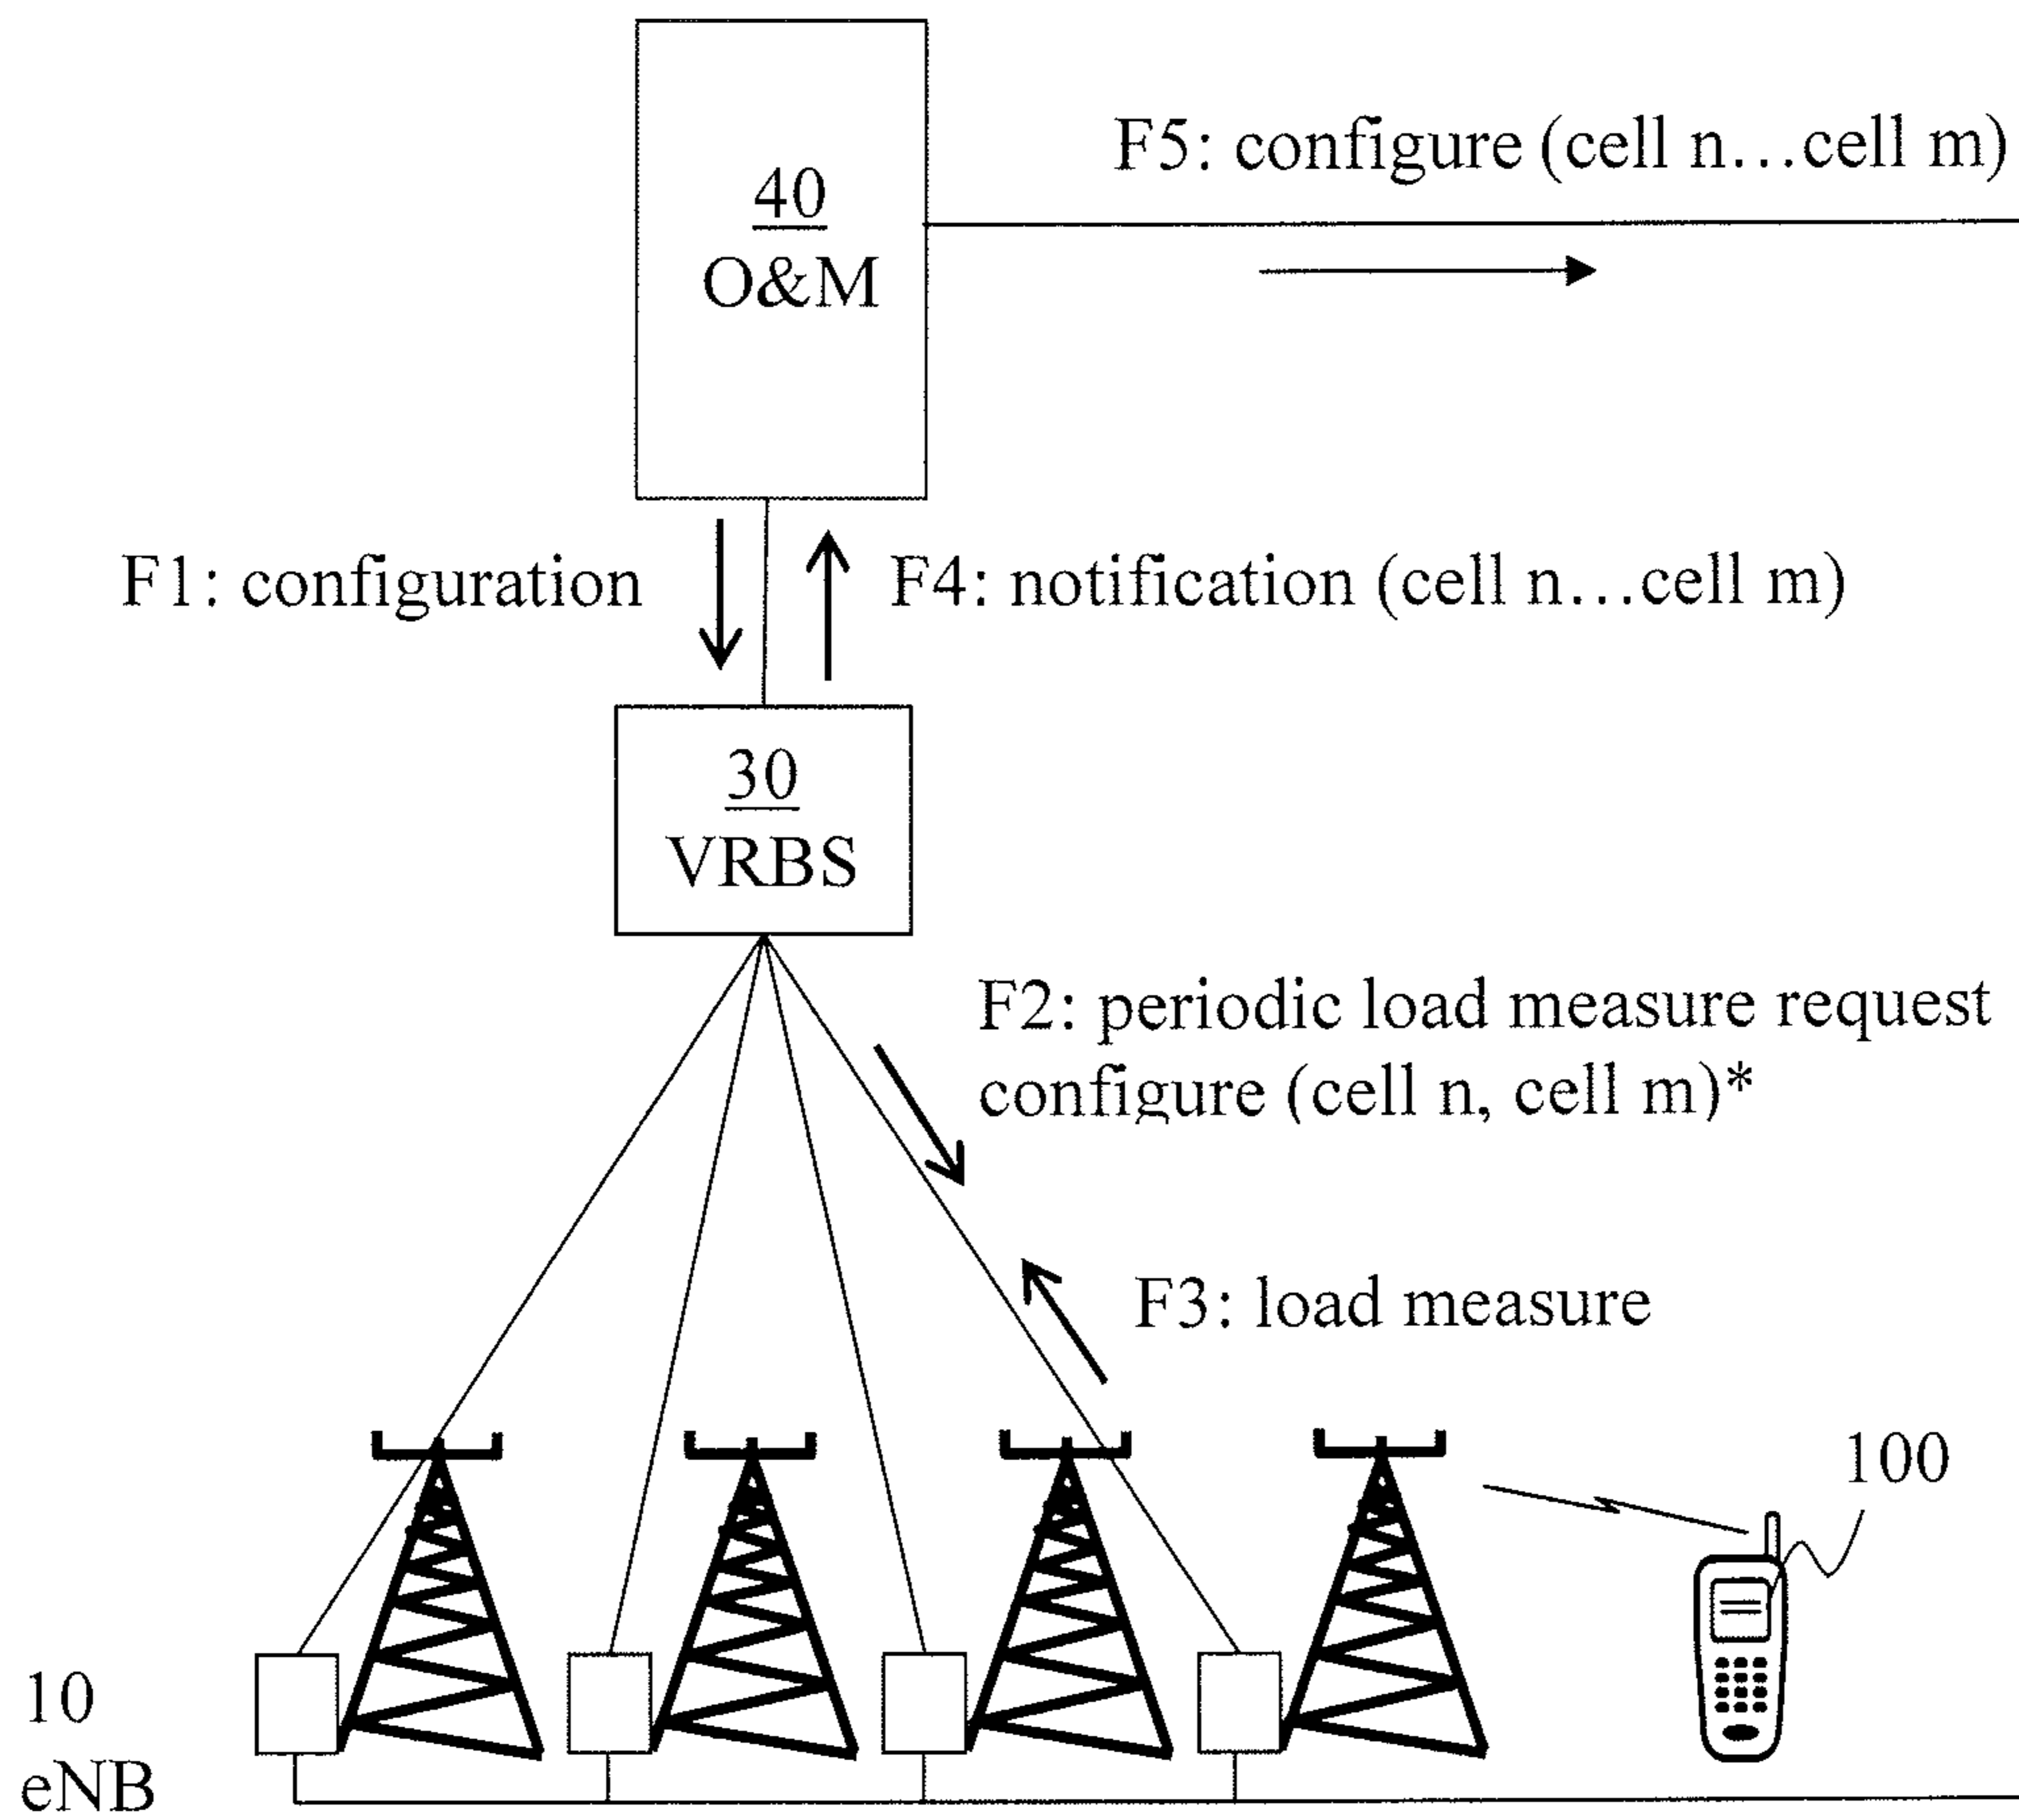 F5: configure (cell n...cell m)
40
O&M
F1: configuration
F4: notification (cell n...cell m)
30
VRBS
F2: periodic load measure request
configure (cell n, cell m)*
F3: load measure
100
10
eNB